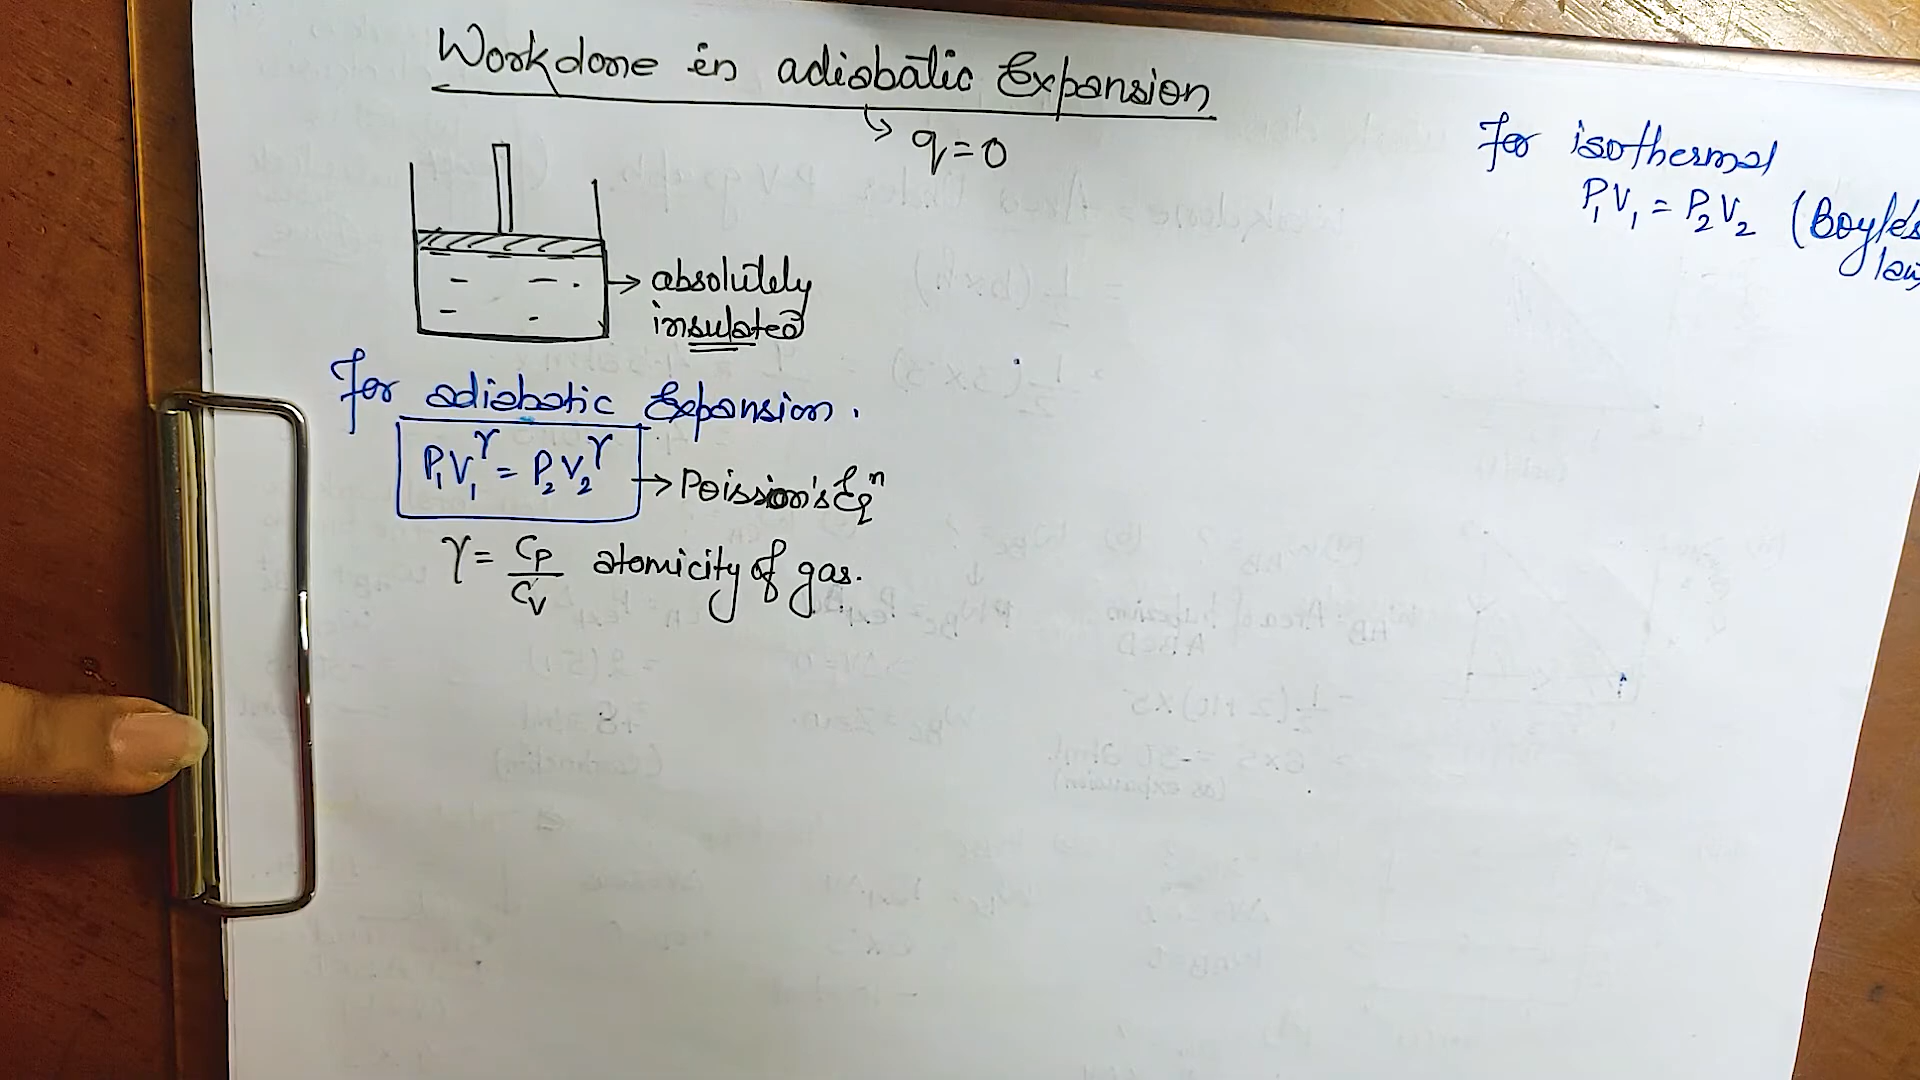 Workdone in adiabatic Expansion
↳ q = 0
For isothermal
P₁V₁ = P₂V₂ (Boyle's
law
→ absolutely
insulated
For adiabatic Expansion.
P₁V₁^γ = P₂V₂^γ → Poission's Eqⁿ
γ = Cp/Cv atomicity of gas.